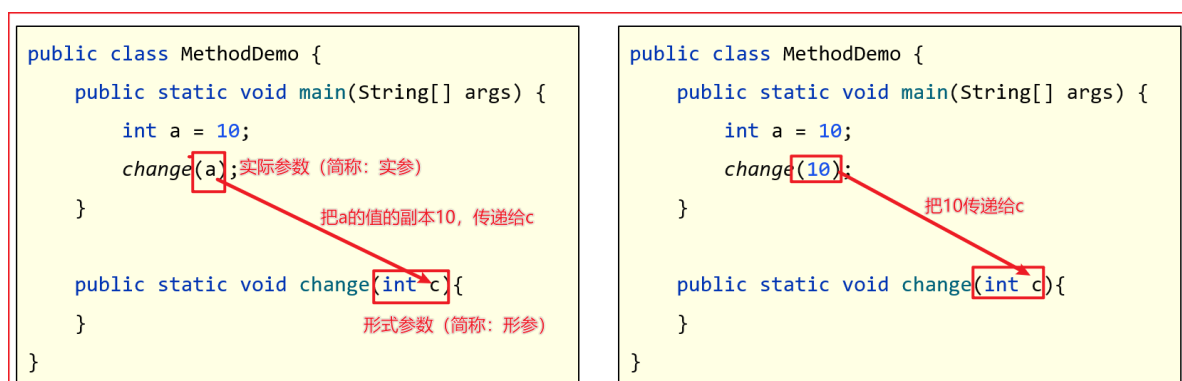 public class MethodDemo {
public static void main(String[] args) {
int a = 10;
change(a);实际参数（简称：实参）
}
把a的值的副本10，传递给c
public static void change(int c){
}
形式参数（简称：形参）
}
public class MethodDemo {
public static void main(String[] args) {
int a = 10;
change(10);
}
把10传递给c
public static void change(int c){
}
}